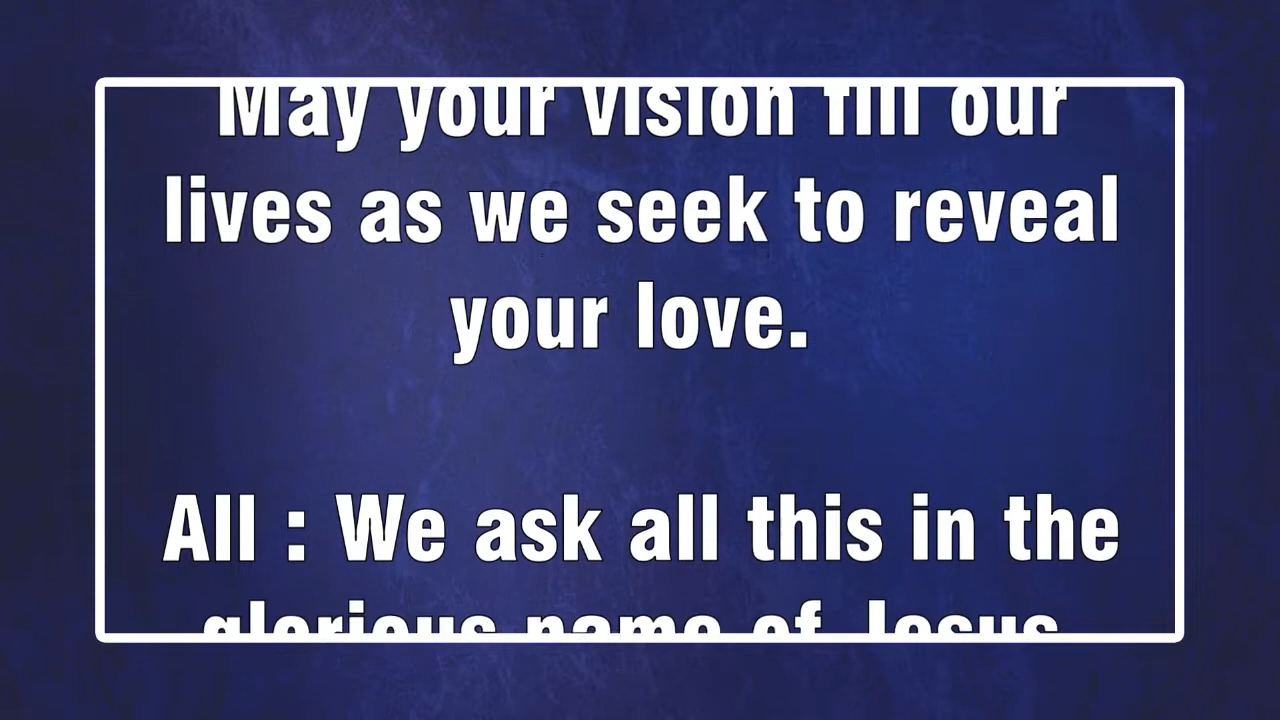 May your vision fill our
lives as we seek to reveal
your love.
All : We ask all this in the
glorious name of Jesus